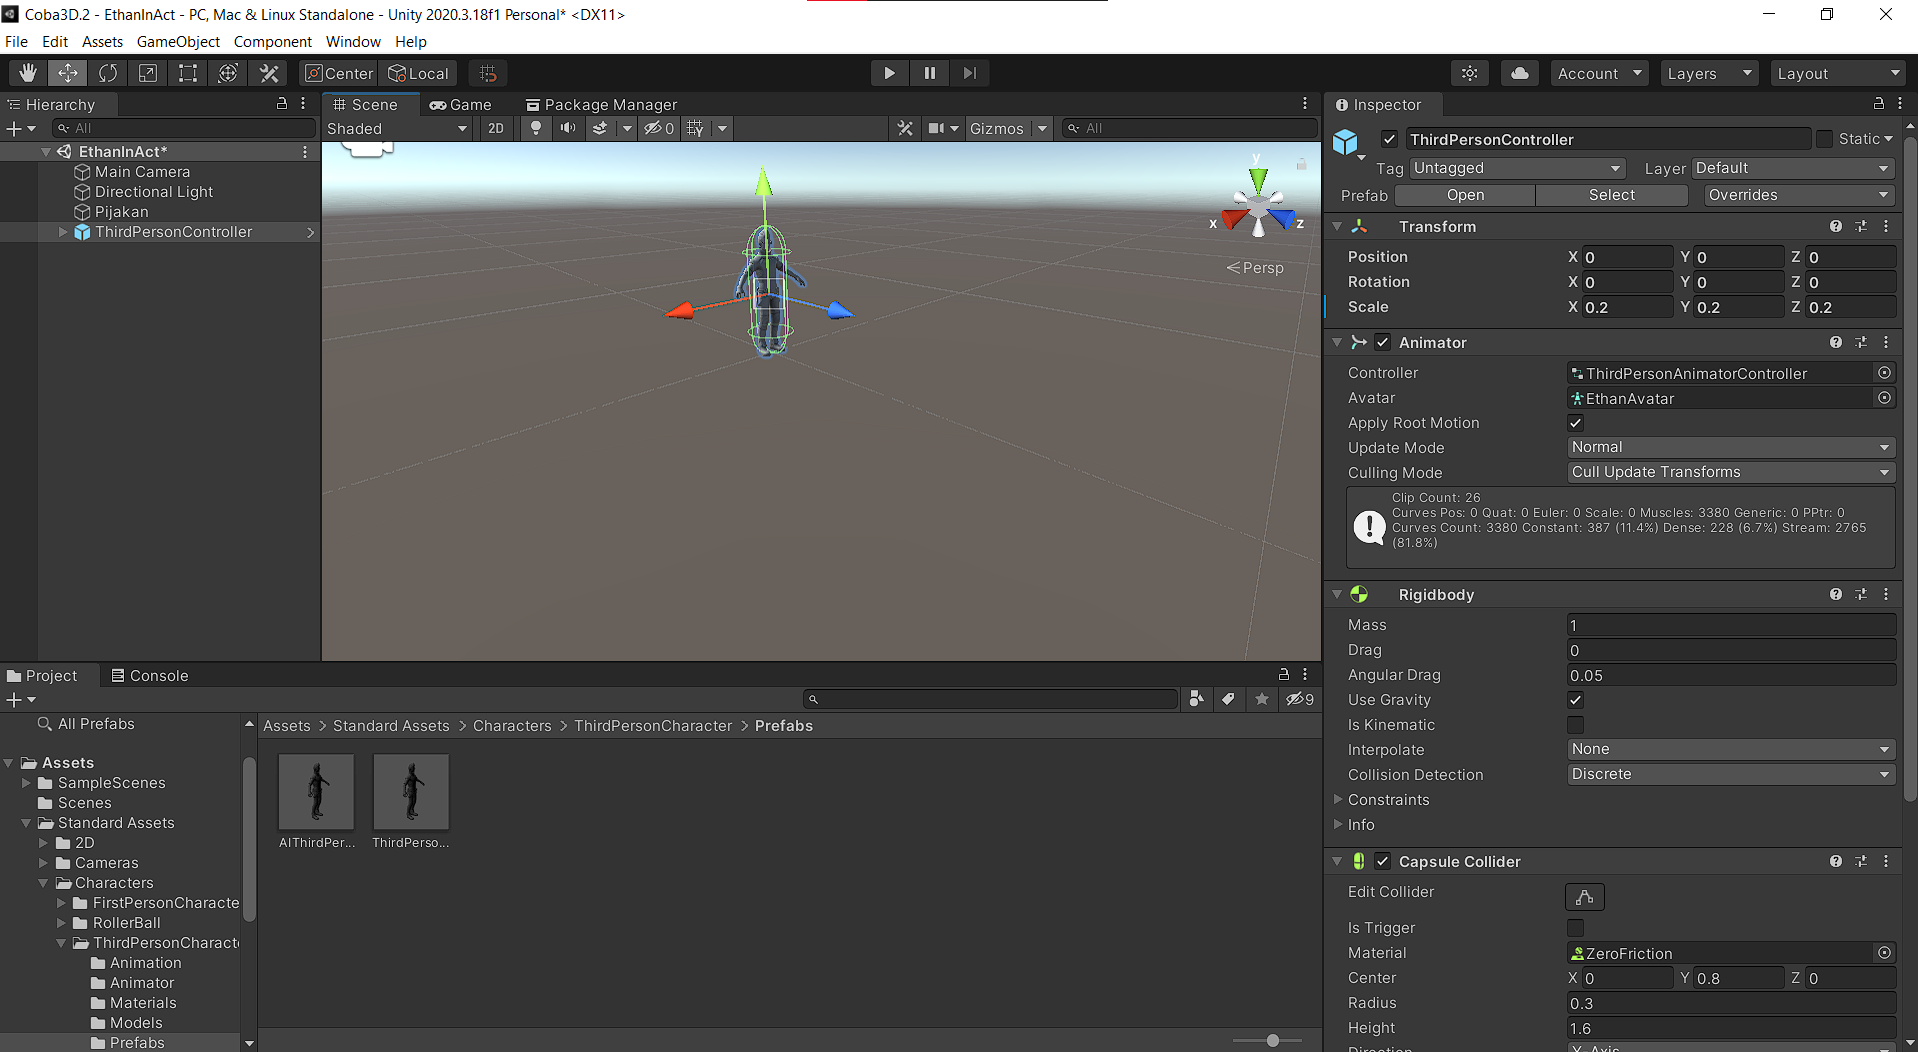 Coba3D.2 - EthanInAct - PC, Mac & Linux Standalone - Unity 2020.3.18f1 Personal* <DX11>
File Edit Assets GameObject Component Window Help
Center Local Account Layers Layout
Hierarchy
All
EthanInAct*
Main Camera
Directional Light
Pijakan
ThirdPersonController
Scene Game Package Manager
Shaded 2D 0 Gizmos All
y
x z
Persp
Project Console
9
All Prefabs
Assets
SampleScenes
Scenes
Standard Assets
2D
Cameras
Characters
FirstPersonCharacte
RollerBall
ThirdPersonCharact
Animation
Animator
Materials
Models
Prefabs
Assets > Standard Assets > Characters > ThirdPersonCharacter > Prefabs
AIThirdPer... ThirdPerso...
Inspector
ThirdPersonController Static
Tag Untagged Layer Default
Prefab Open Select Overrides
Transform
Position X 0 Y 0 Z 0
Rotation X 0 Y 0 Z 0
Scale X 0.2 Y 0.2 Z 0.2
Animator
Controller ThirdPersonAnimatorController
Avatar EthanAvatar
Apply Root Motion
Update Mode Normal
Culling Mode Cull Update Transforms
Clip Count: 26
Curves Pos: 0 Quat: 0 Euler: 0 Scale: 0 Muscles: 3380 Generic: 0 PPtr: 0
Curves Count: 3380 Constant: 387 (11.4%) Dense: 228 (6.7%) Stream: 2765
(81.8%)
Rigidbody
Mass 1
Drag 0
Angular Drag 0.05
Use Gravity
Is Kinematic
Interpolate None
Collision Detection Discrete
Constraints
Info
Capsule Collider
Edit Collider
Is Trigger
Material ZeroFriction
Center X 0 Y 0.8 Z 0
Radius 0.3
Height 1.6
Direction Y-Axis